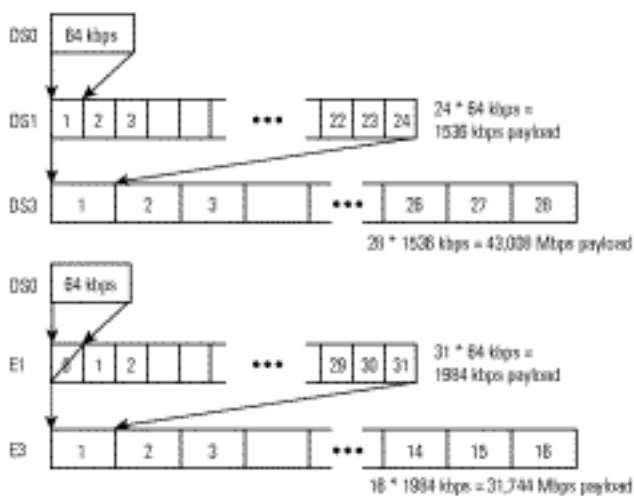 DS0 64 kbps
DS1 1 2 3 ••• 22 23 24
24 * 64 kbps =
1536 kbps payload
DS3 1 2 3 ••• 26 27 28
28 * 1536 kbps = 43,008 Mbps payload
DS0 64 kbps
E1 0 1 2 ••• 29 30 31
31 * 64 kbps =
1984 kbps payload
E3 1 2 3 ••• 14 15 16
16 * 1984 kbps = 31,744 Mbps payload